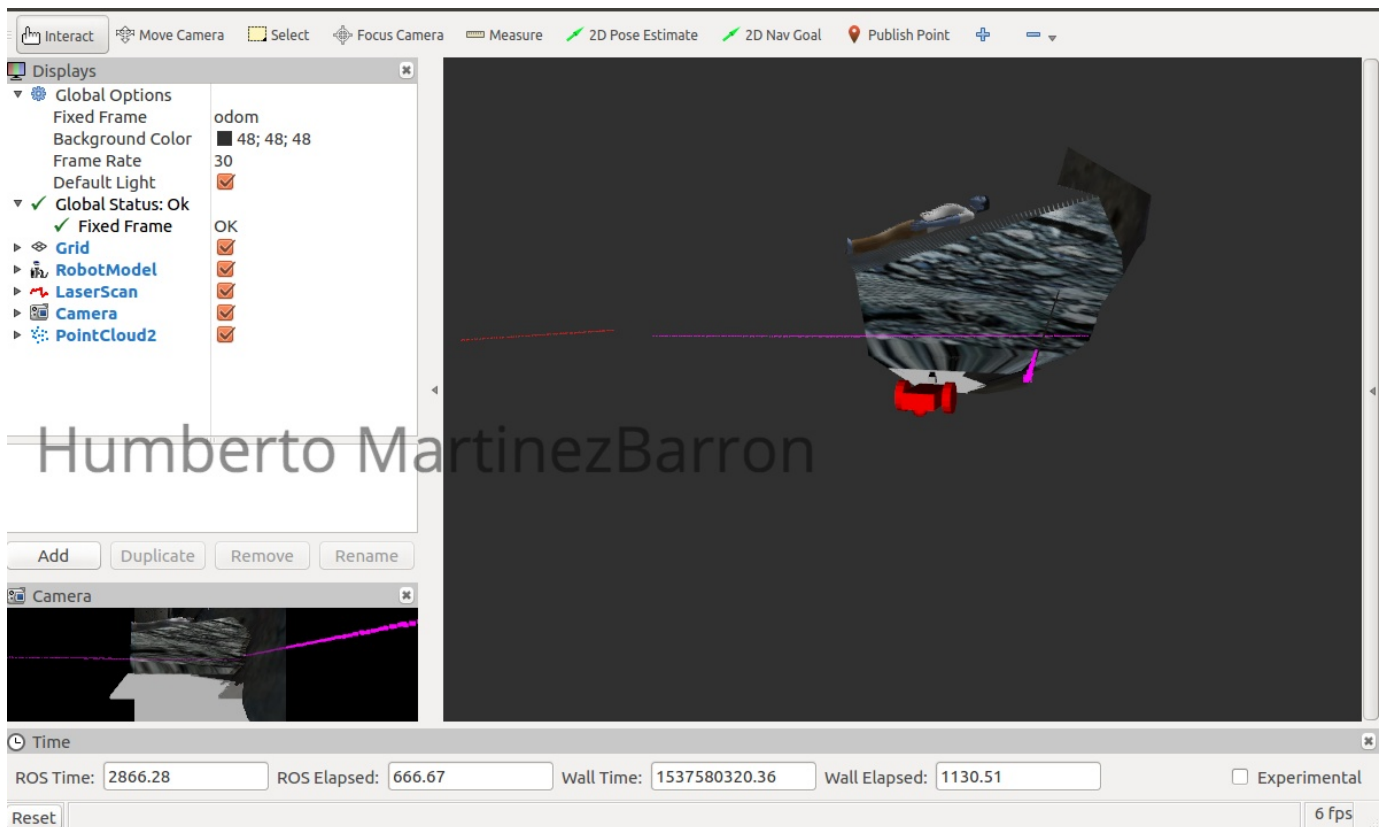 Interact Move Camera Select Focus Camera Measure 2D Pose Estimate 2D Nav Goal Publish Point
Displays
Global Options
Fixed Frame odom
Background Color 48; 48; 48
Frame Rate 30
Default Light
Global Status: Ok
Fixed Frame OK
Grid
RobotModel
LaserScan
Camera
PointCloud2
Humberto MartinezBarron
Add Duplicate Remove Rename
Camera
Time
ROS Time: 2866.28 ROS Elapsed: 666.67 Wall Time: 1537580320.36 Wall Elapsed: 1130.51 Experimental
Reset 6 fps